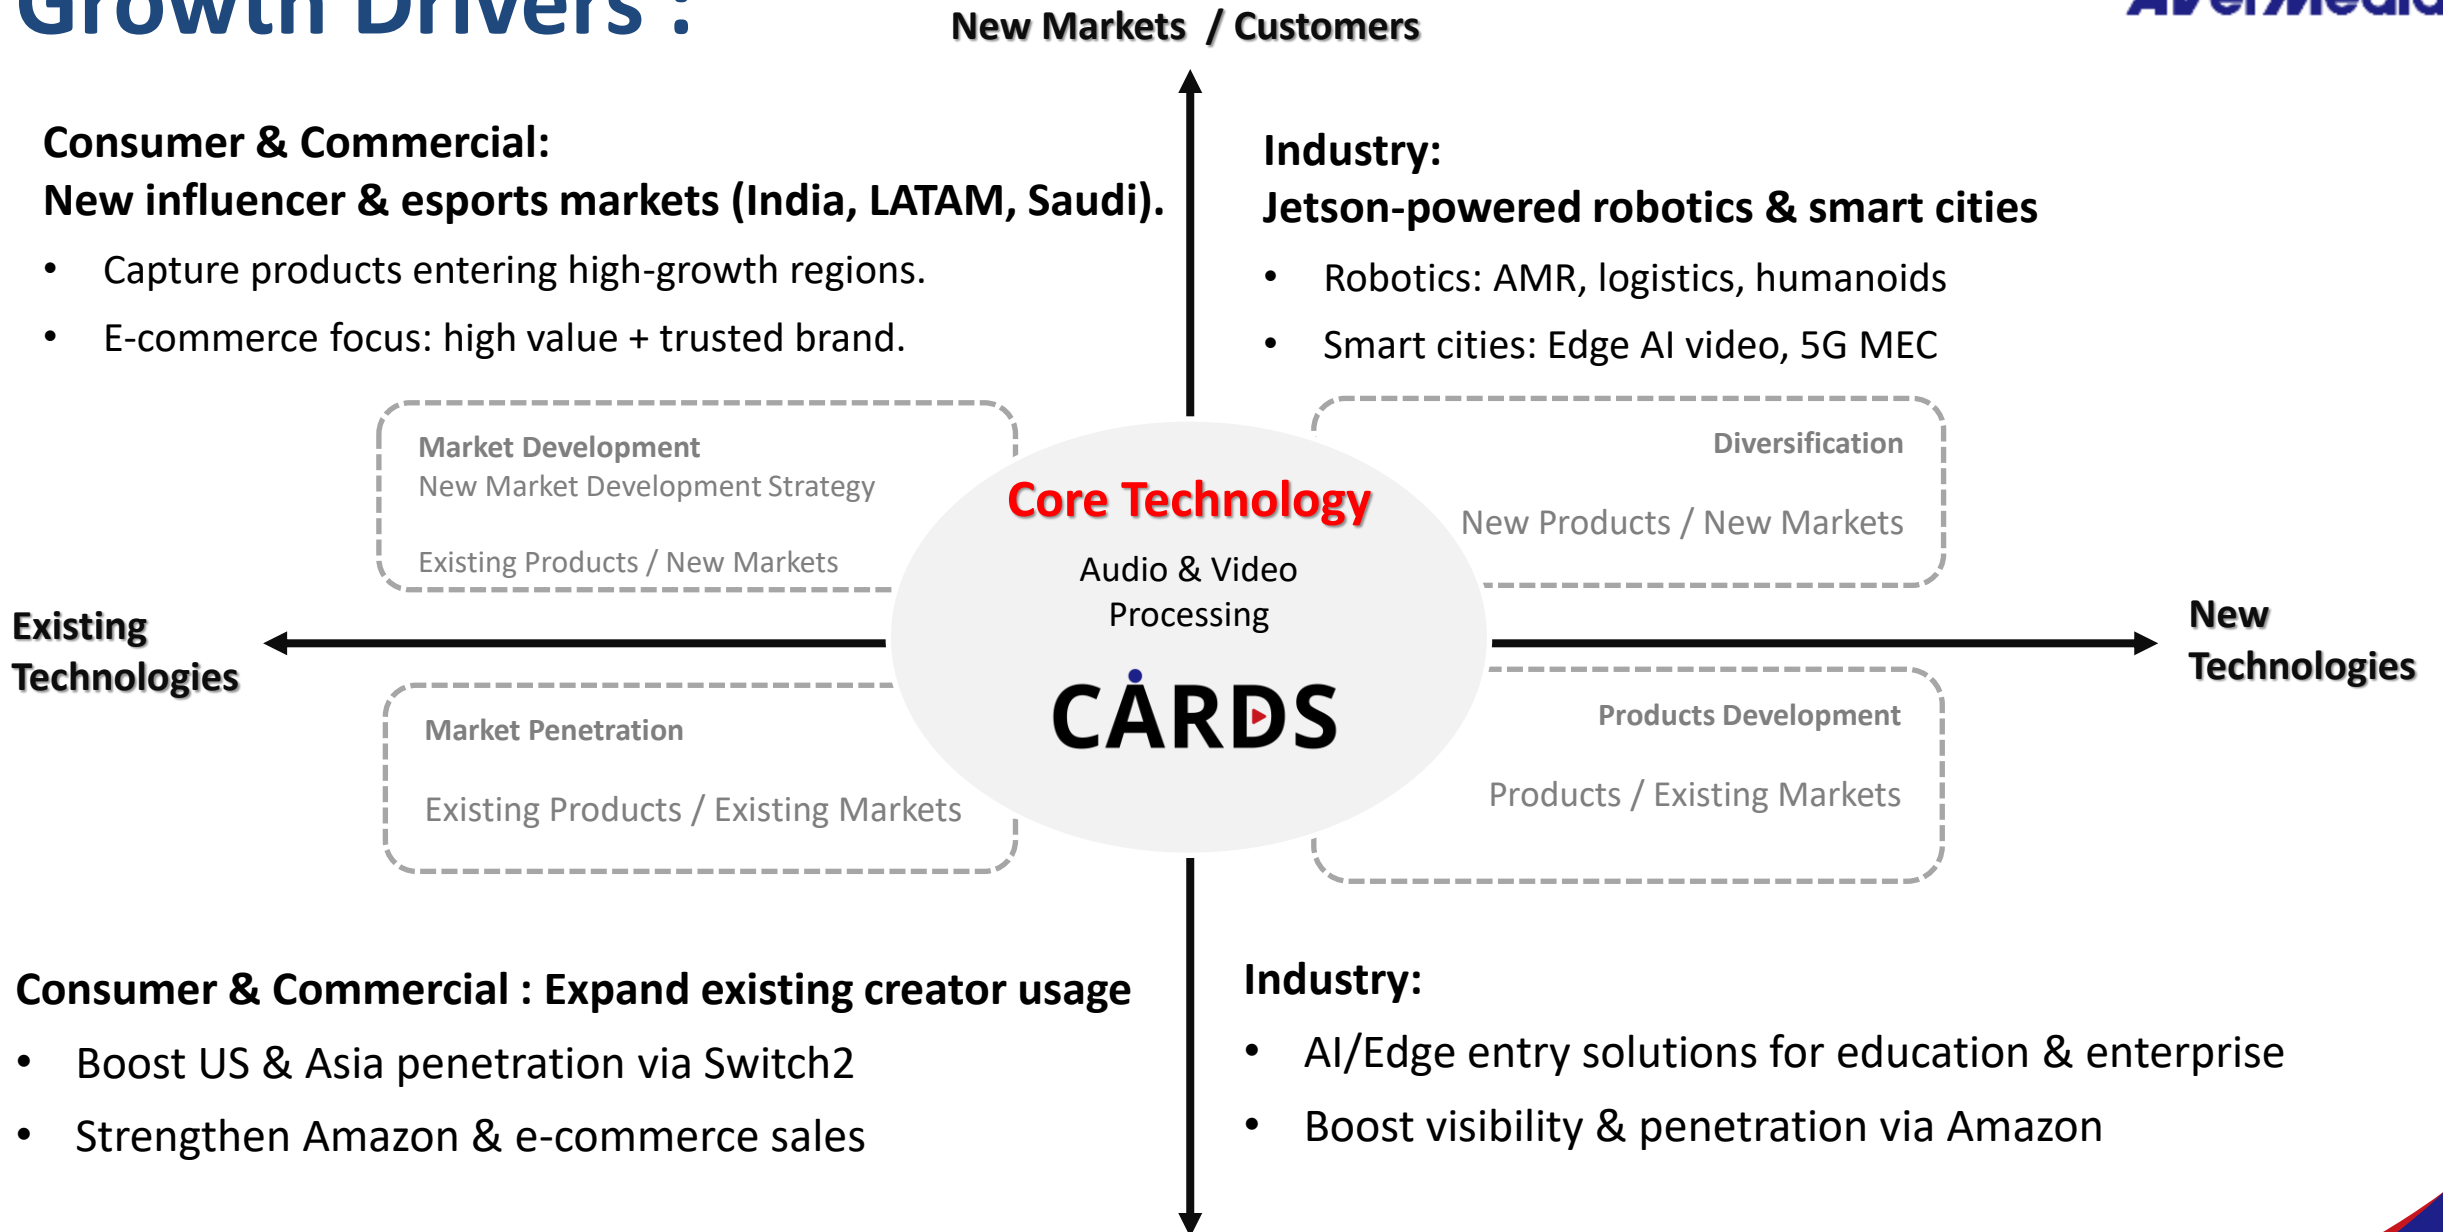 Growth Drivers :
AVerMedia
New Markets / Customers
Consumer & Commercial:
New influencer & esports markets (India, LATAM, Saudi).
• Capture products entering high-growth regions.
• E-commerce focus: high value + trusted brand.
Industry:
Jetson-powered robotics & smart cities
• Robotics: AMR, logistics, humanoids
• Smart cities: Edge AI video, 5G MEC
Market Development
New Market Development Strategy
Existing Products / New Markets
Diversification
New Products / New Markets
Core Technology
Audio & Video
Processing
CARDS
Existing
Technologies
New
Technologies
Market Penetration
Existing Products / Existing Markets
Products Development
Products / Existing Markets
Consumer & Commercial : Expand existing creator usage
• Boost US & Asia penetration via Switch2
• Strengthen Amazon & e-commerce sales
Industry:
• AI/Edge entry solutions for education & enterprise
• Boost visibility & penetration via Amazon